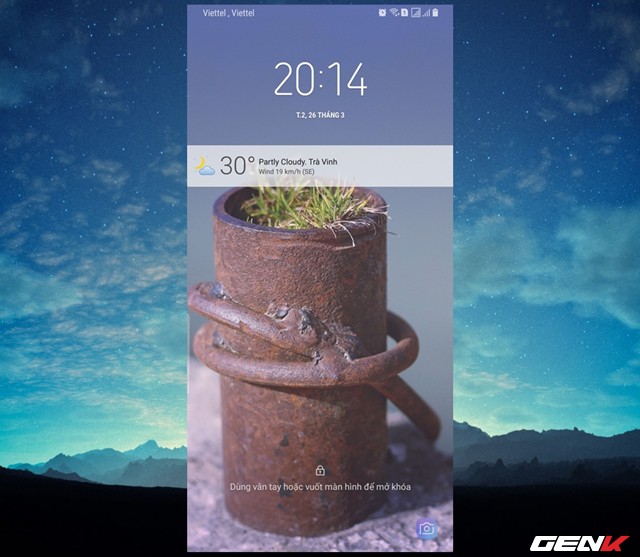 Viettel , Viettel
20:14
T.2, 26 THÁNG 3
30° Partly Cloudy. Trà Vinh
Wind 19 km/h (SE)
Dùng vân tay hoặc vuốt màn hình để mở khóa
GENK